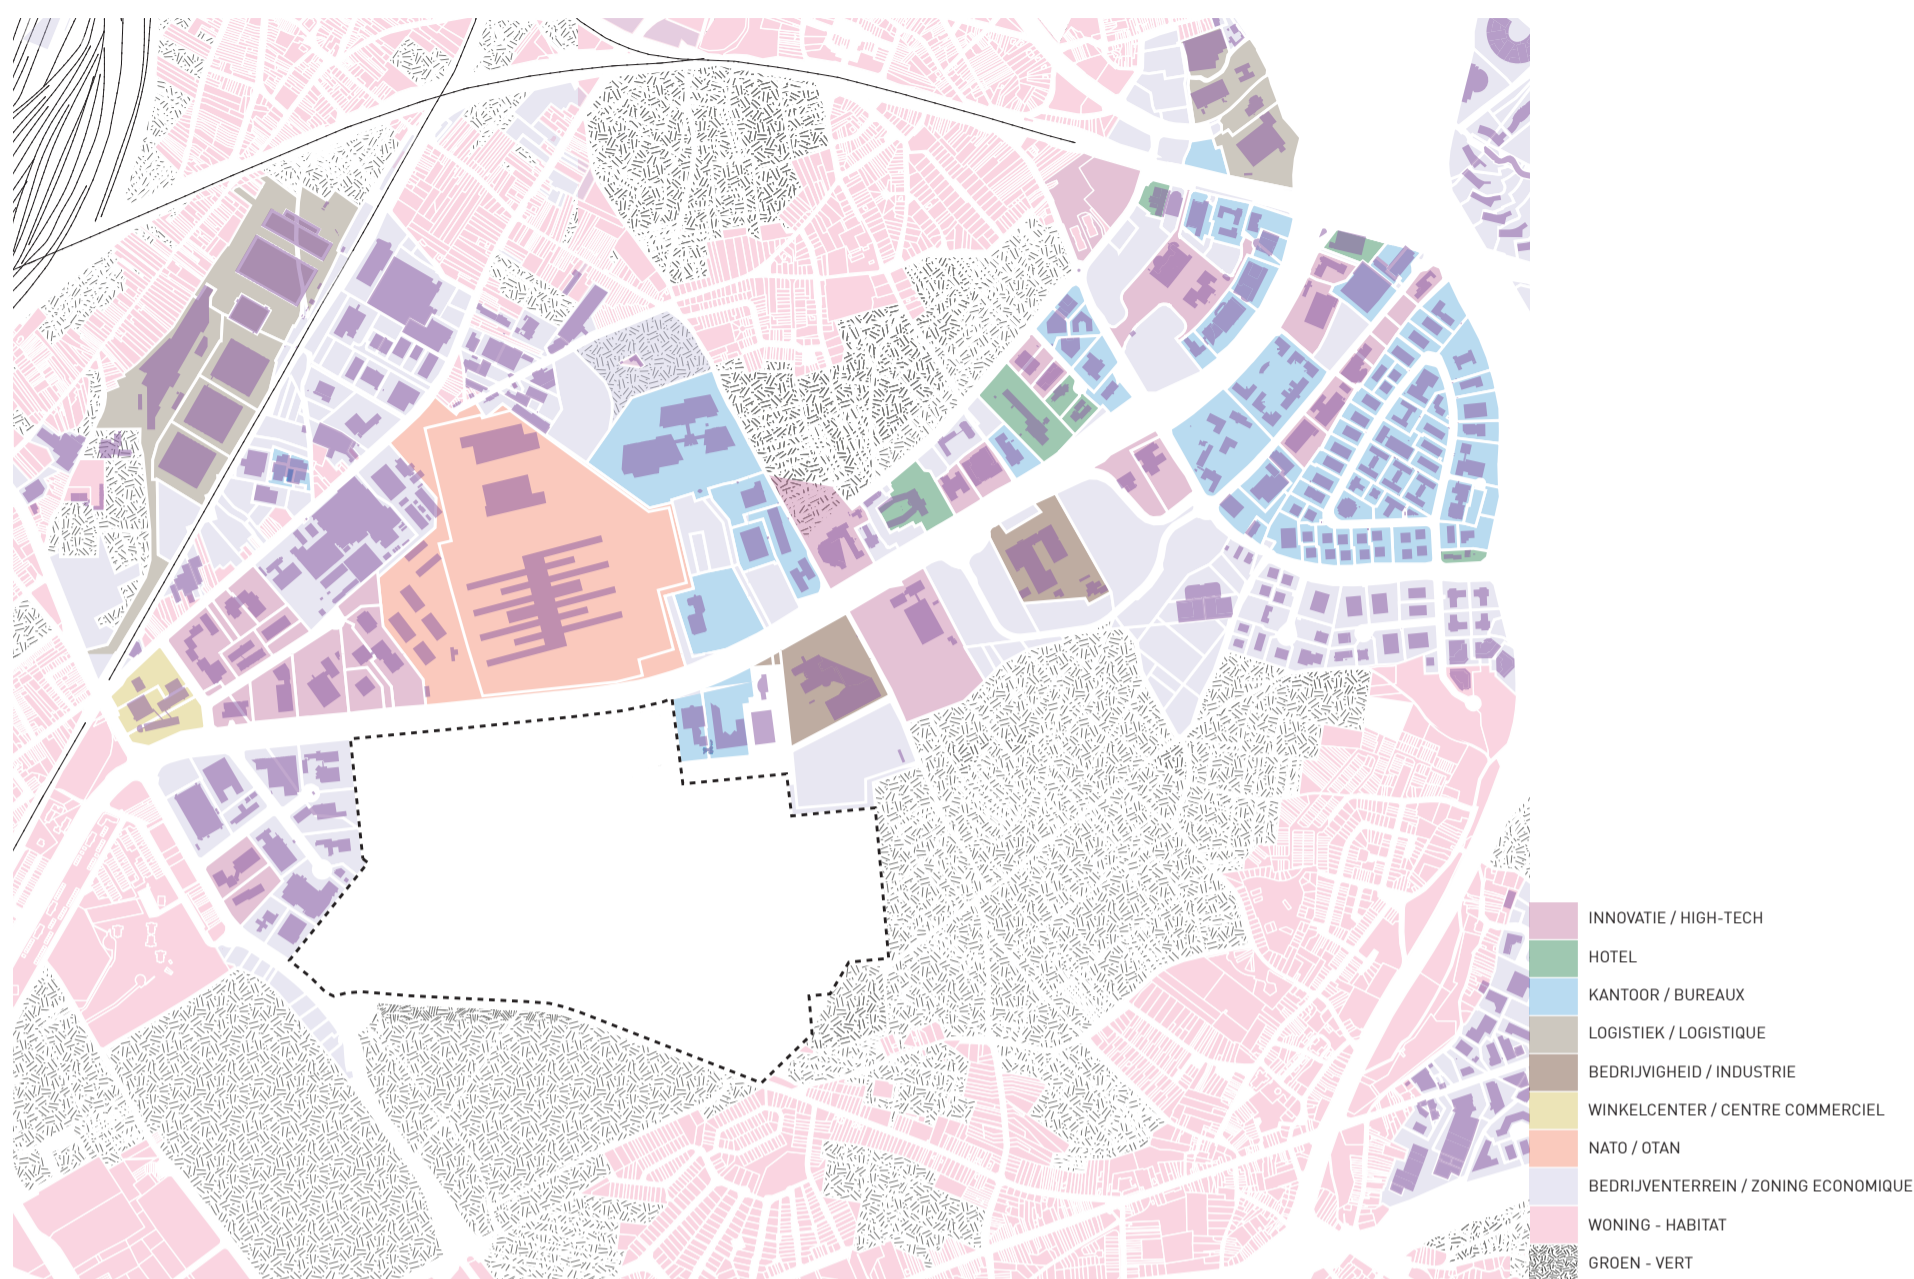 INNOVATIE / HIGH-TECH
HOTEL
KANTOOR / BUREAUX
LOGISTIEK / LOGISTIQUE
BEDRIJVIGHEID / INDUSTRIE
WINKELCENTER / CENTRE COMMERCIEL
NATO / OTAN
BEDRIJVENTERREIN / ZONING ECONOMIQUE
WONING - HABITAT
GROEN - VERT